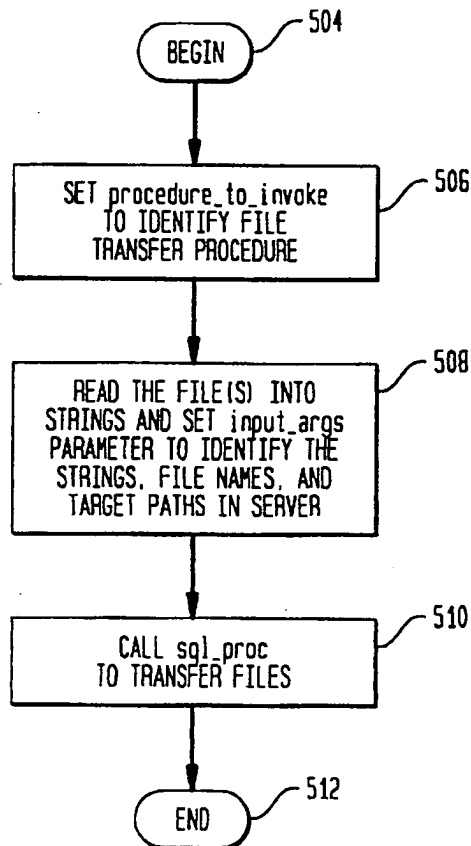 504
BEGIN
506
SET procedure_to_invoke
TO IDENTIFY FILE
TRANSFER PROCEDURE
508
READ THE FILE(S) INTO
STRINGS AND SET input_args
PARAMETER TO IDENTIFY THE
STRINGS, FILE NAMES, AND
TARGET PATHS IN SERVER
510
CALL sql_proc
TO TRANSFER FILES
512
END